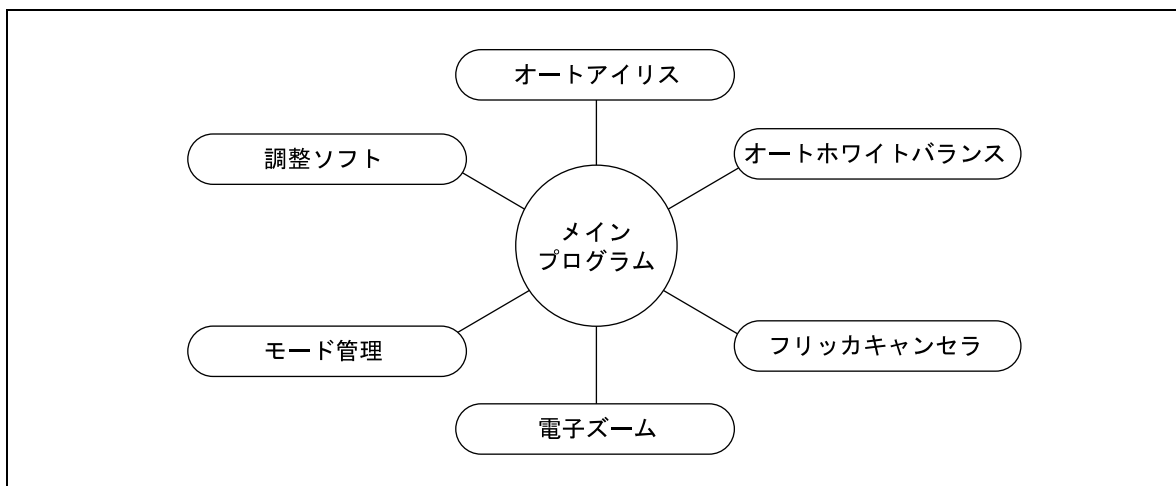 オートアイリス
調整ソフト
オートホワイトバランス
メイン
プログラム
モード管理
フリッカキャンセラ
電子ズーム